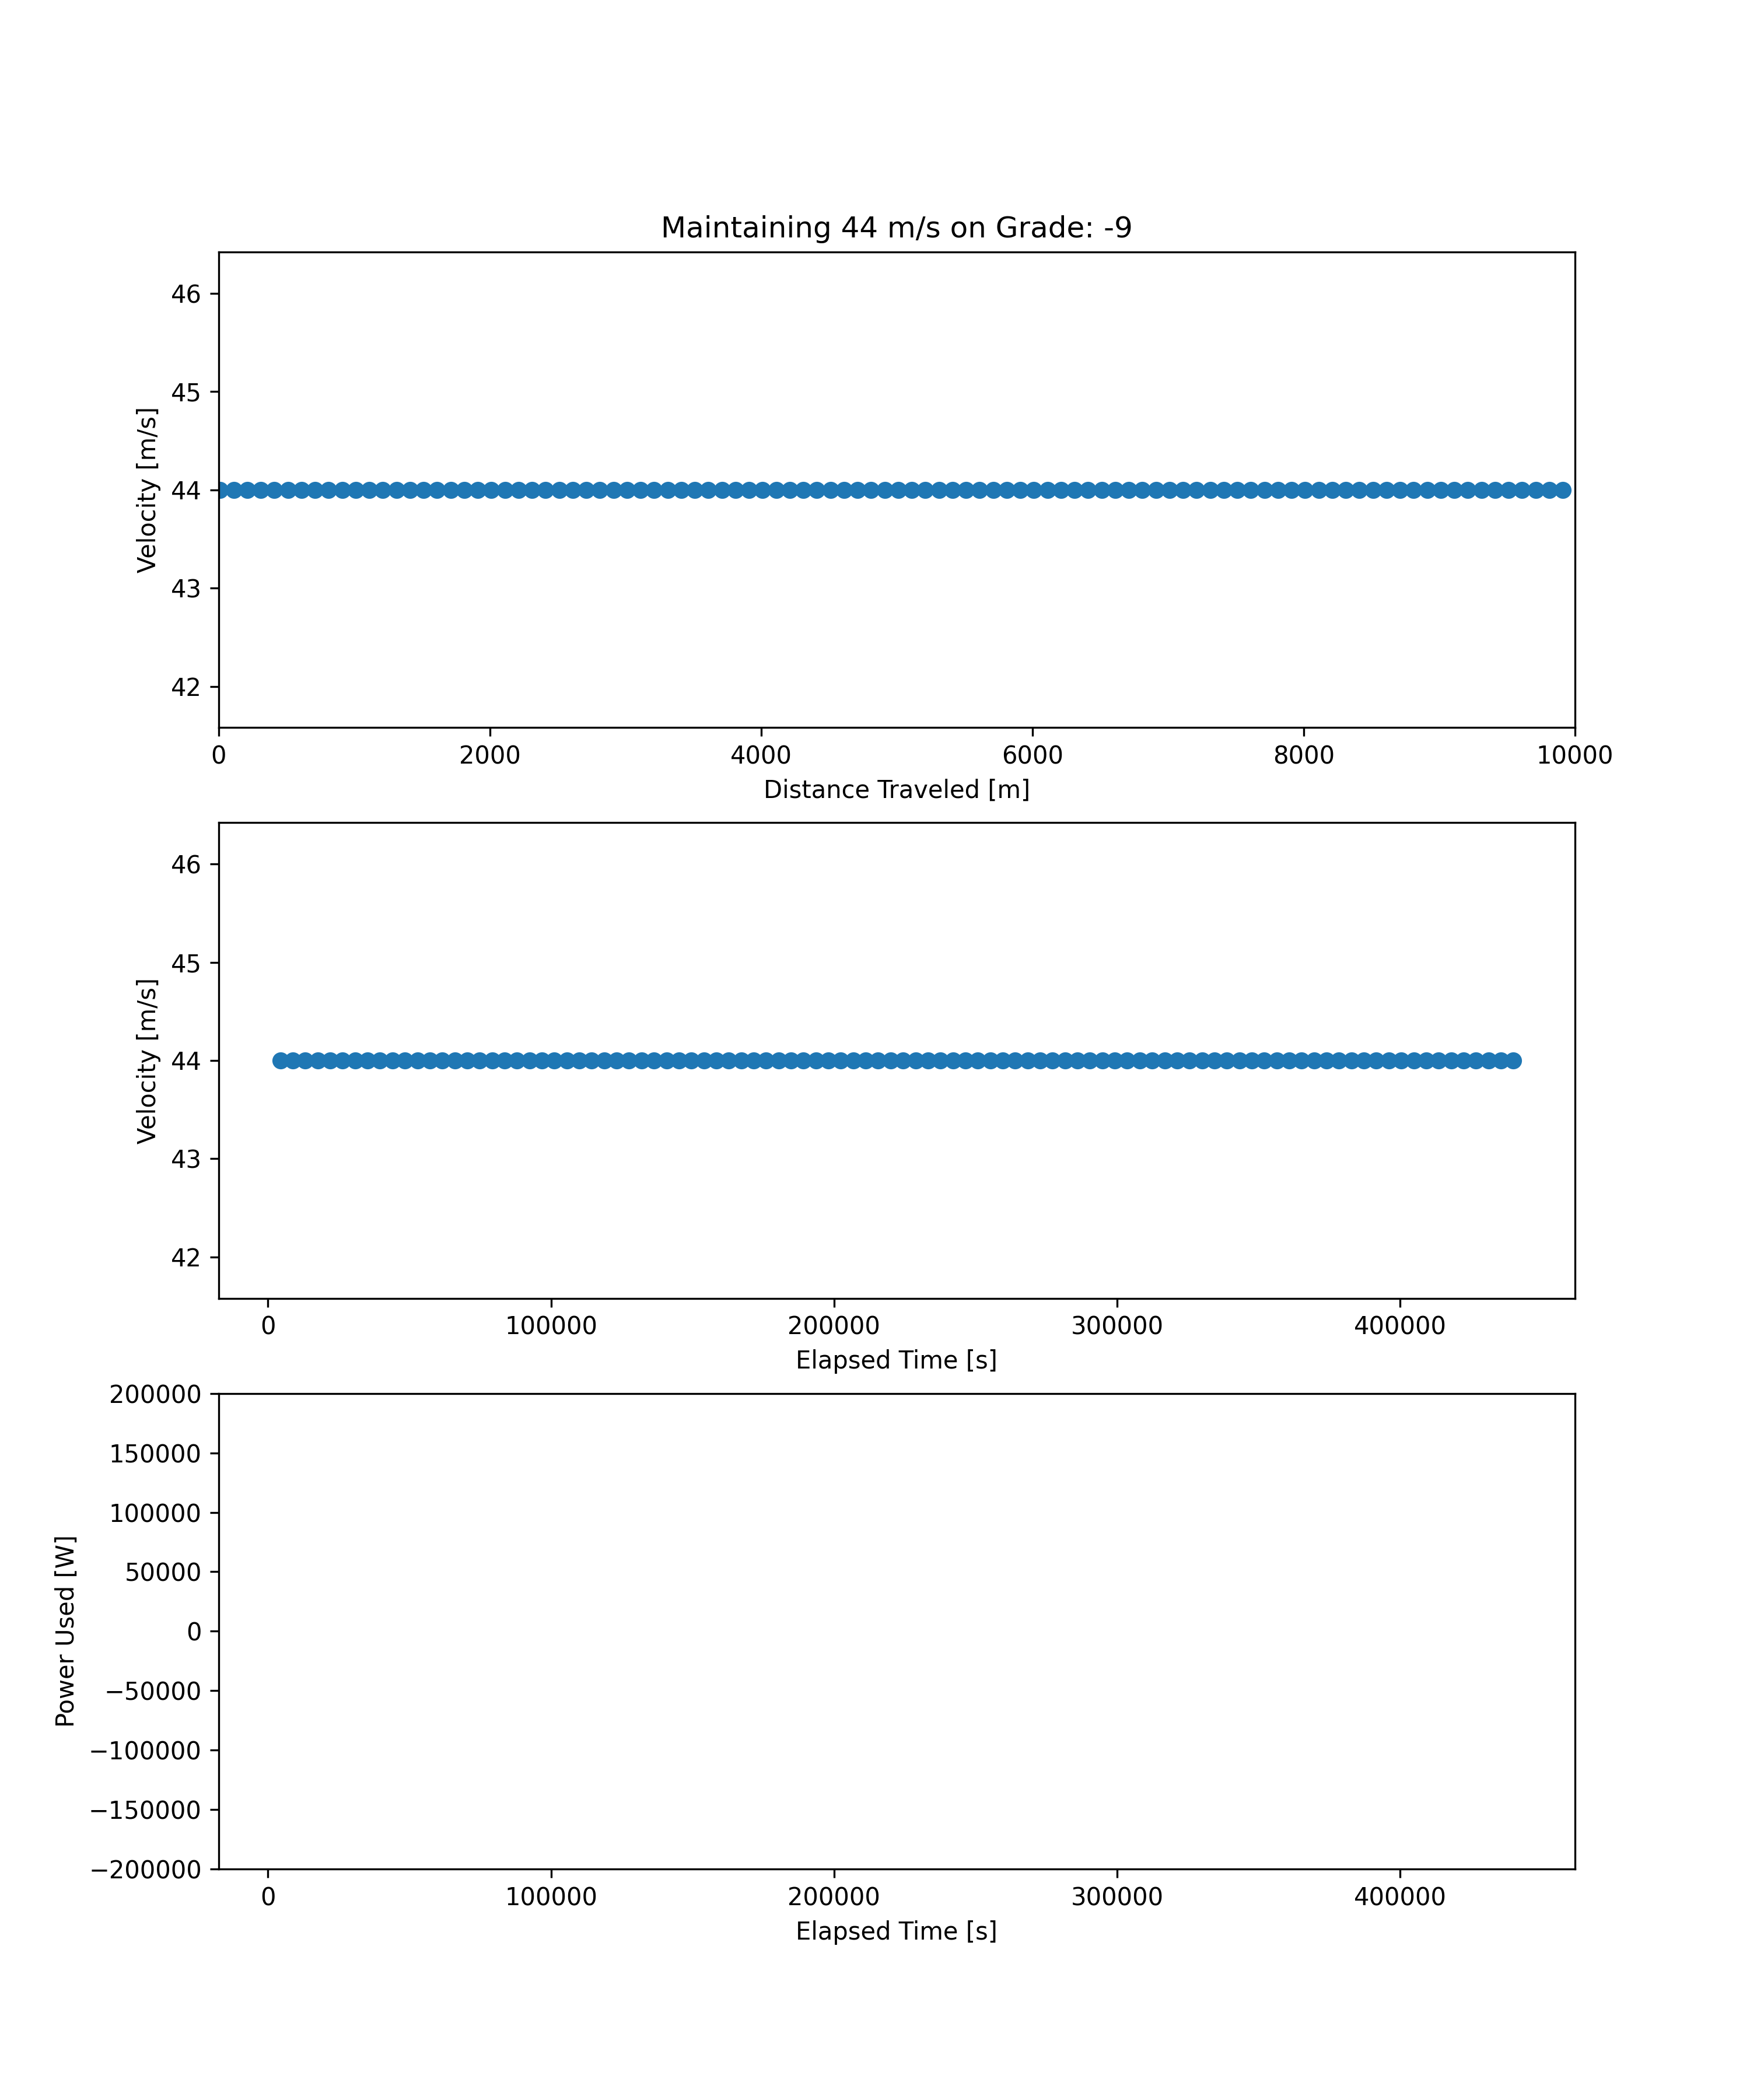 Maintaining 44 m/s on Grade: -9
46
45
44
43
42
Velocity [m/s]
0 2000 4000 6000 8000 10000
Distance Traveled [m]
46
45
44
43
42
Velocity [m/s]
0 100000 200000 300000 400000
Elapsed Time [s]
200000
150000
100000
50000
0
−50000
−100000
−150000
−200000
Power Used [W]
0 100000 200000 300000 400000
Elapsed Time [s]